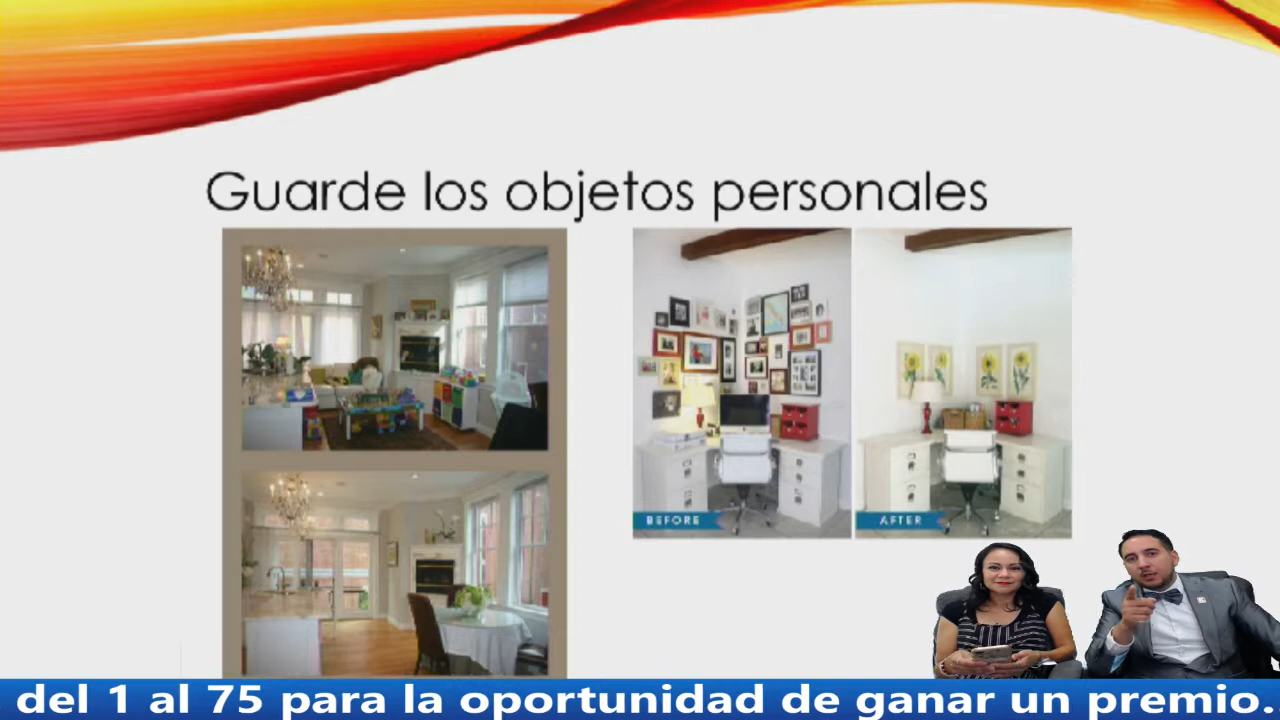 Guarde los objetos personales
BEFORE
AFTER
del 1 al 75 para la oportunidad de ganar un premio.